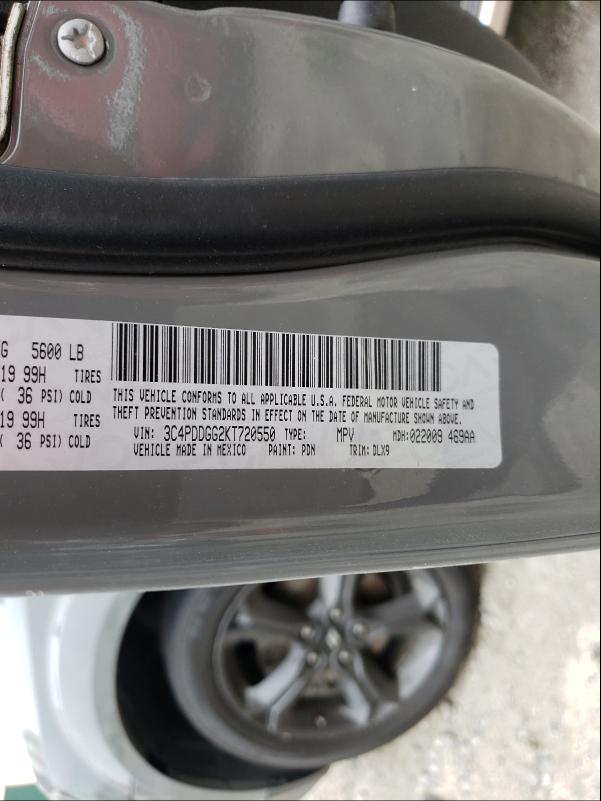 G 5600 LB
19 99H TIRES
( 36 PSI) COLD
19 99H TIRES
( 36 PSI) COLD
THIS VEHICLE CONFORMS TO ALL APPLICABLE U.S.A. FEDERAL MOTOR VEHICLE SAFETY AND
THEFT PREVENTION STANDARDS IN EFFECT ON THE DATE OF MANUFACTURE SHOWN ABOVE.
VIN: 3C4PDDGG2KT720550 TYPE: MPV MDH:022009 469AA
VEHICLE MADE IN MEXICO PAINT: PDN TRIM: DLX9